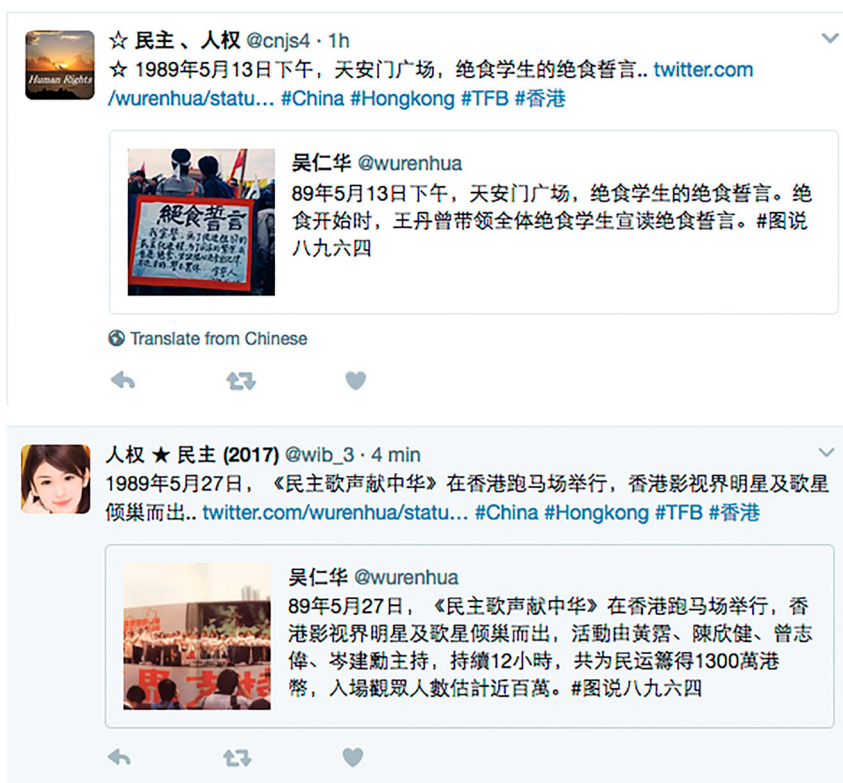 Human Rights
☆ 民主 、人权 @cnjs4 · 1h
☆ 1989年5月13日下午，天安门广场，绝食学生的绝食誓言.. twitter.com
/wurenhua/statu… #China #Hongkong #TFB #香港
吴仁华 @wurenhua
89年5月13日下午，天安门广场，绝食学生的绝食誓言。绝
食开始时，王丹曾带领全体绝食学生宣读绝食誓言。#图说
八九六四
絕食誓言
Translate from Chinese
人权 ★ 民主 (2017) @wib_3 · 4 min
1989年5月27日，《民主歌声献中华》在香港跑马场举行，香港影视界明星及歌星
倾巢而出.. twitter.com/wurenhua/statu… #China #Hongkong #TFB #香港
吴仁华 @wurenhua
89年5月27日，《民主歌声献中华》在香港跑马场举行，香
港影视界明星及歌星倾巢而出，活動由黃霑、陳欣健、曾志
偉、岑建勳主持，持續12小時，共为民运籌得1300萬港
幣，入場觀眾人數估計近百萬。#图说八九六四